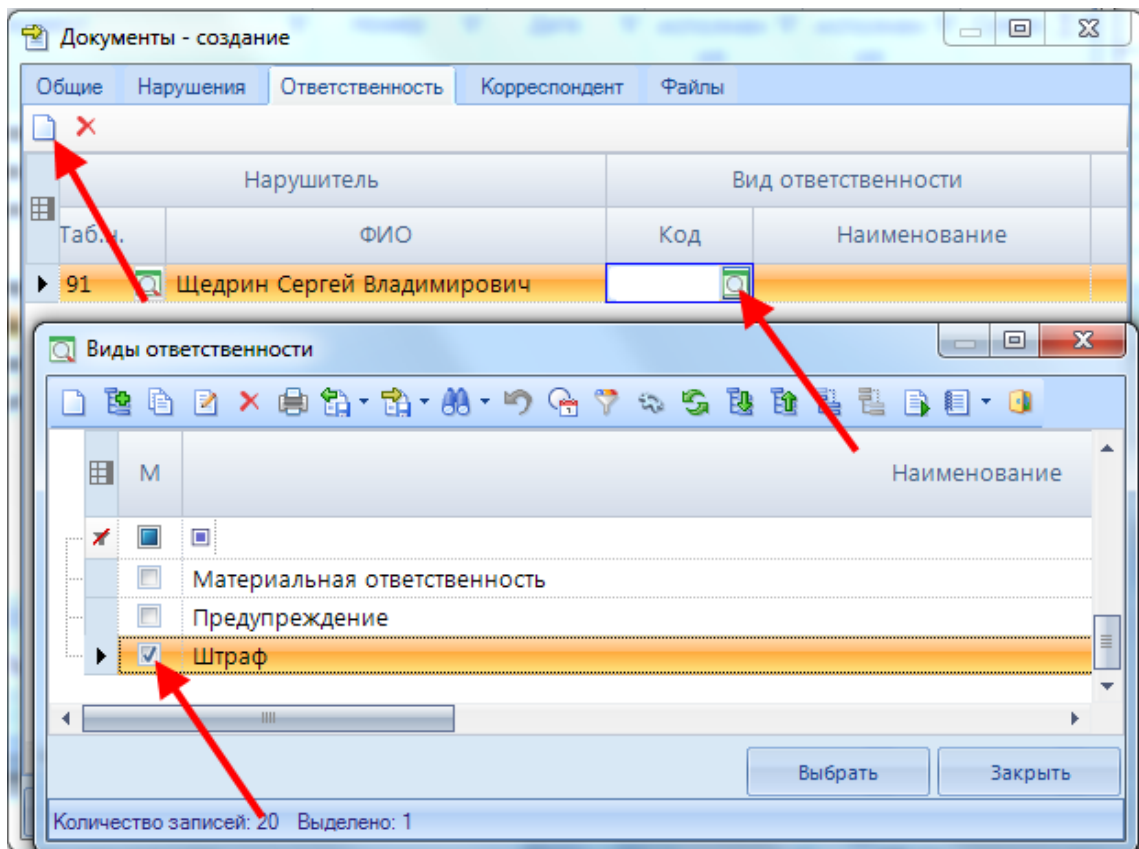 Документы - создание
Общие Нарушения Ответственность Корреспондент Файлы
Нарушитель Вид ответственности
Таб.н. ФИО Код Наименование
91 Щедрин Сергей Владимирович
Виды ответственности
М Наименование
Материальная ответственность
Предупреждение
Штраф
Выбрать Закрыть
Количество записей: 20 Выделено: 1